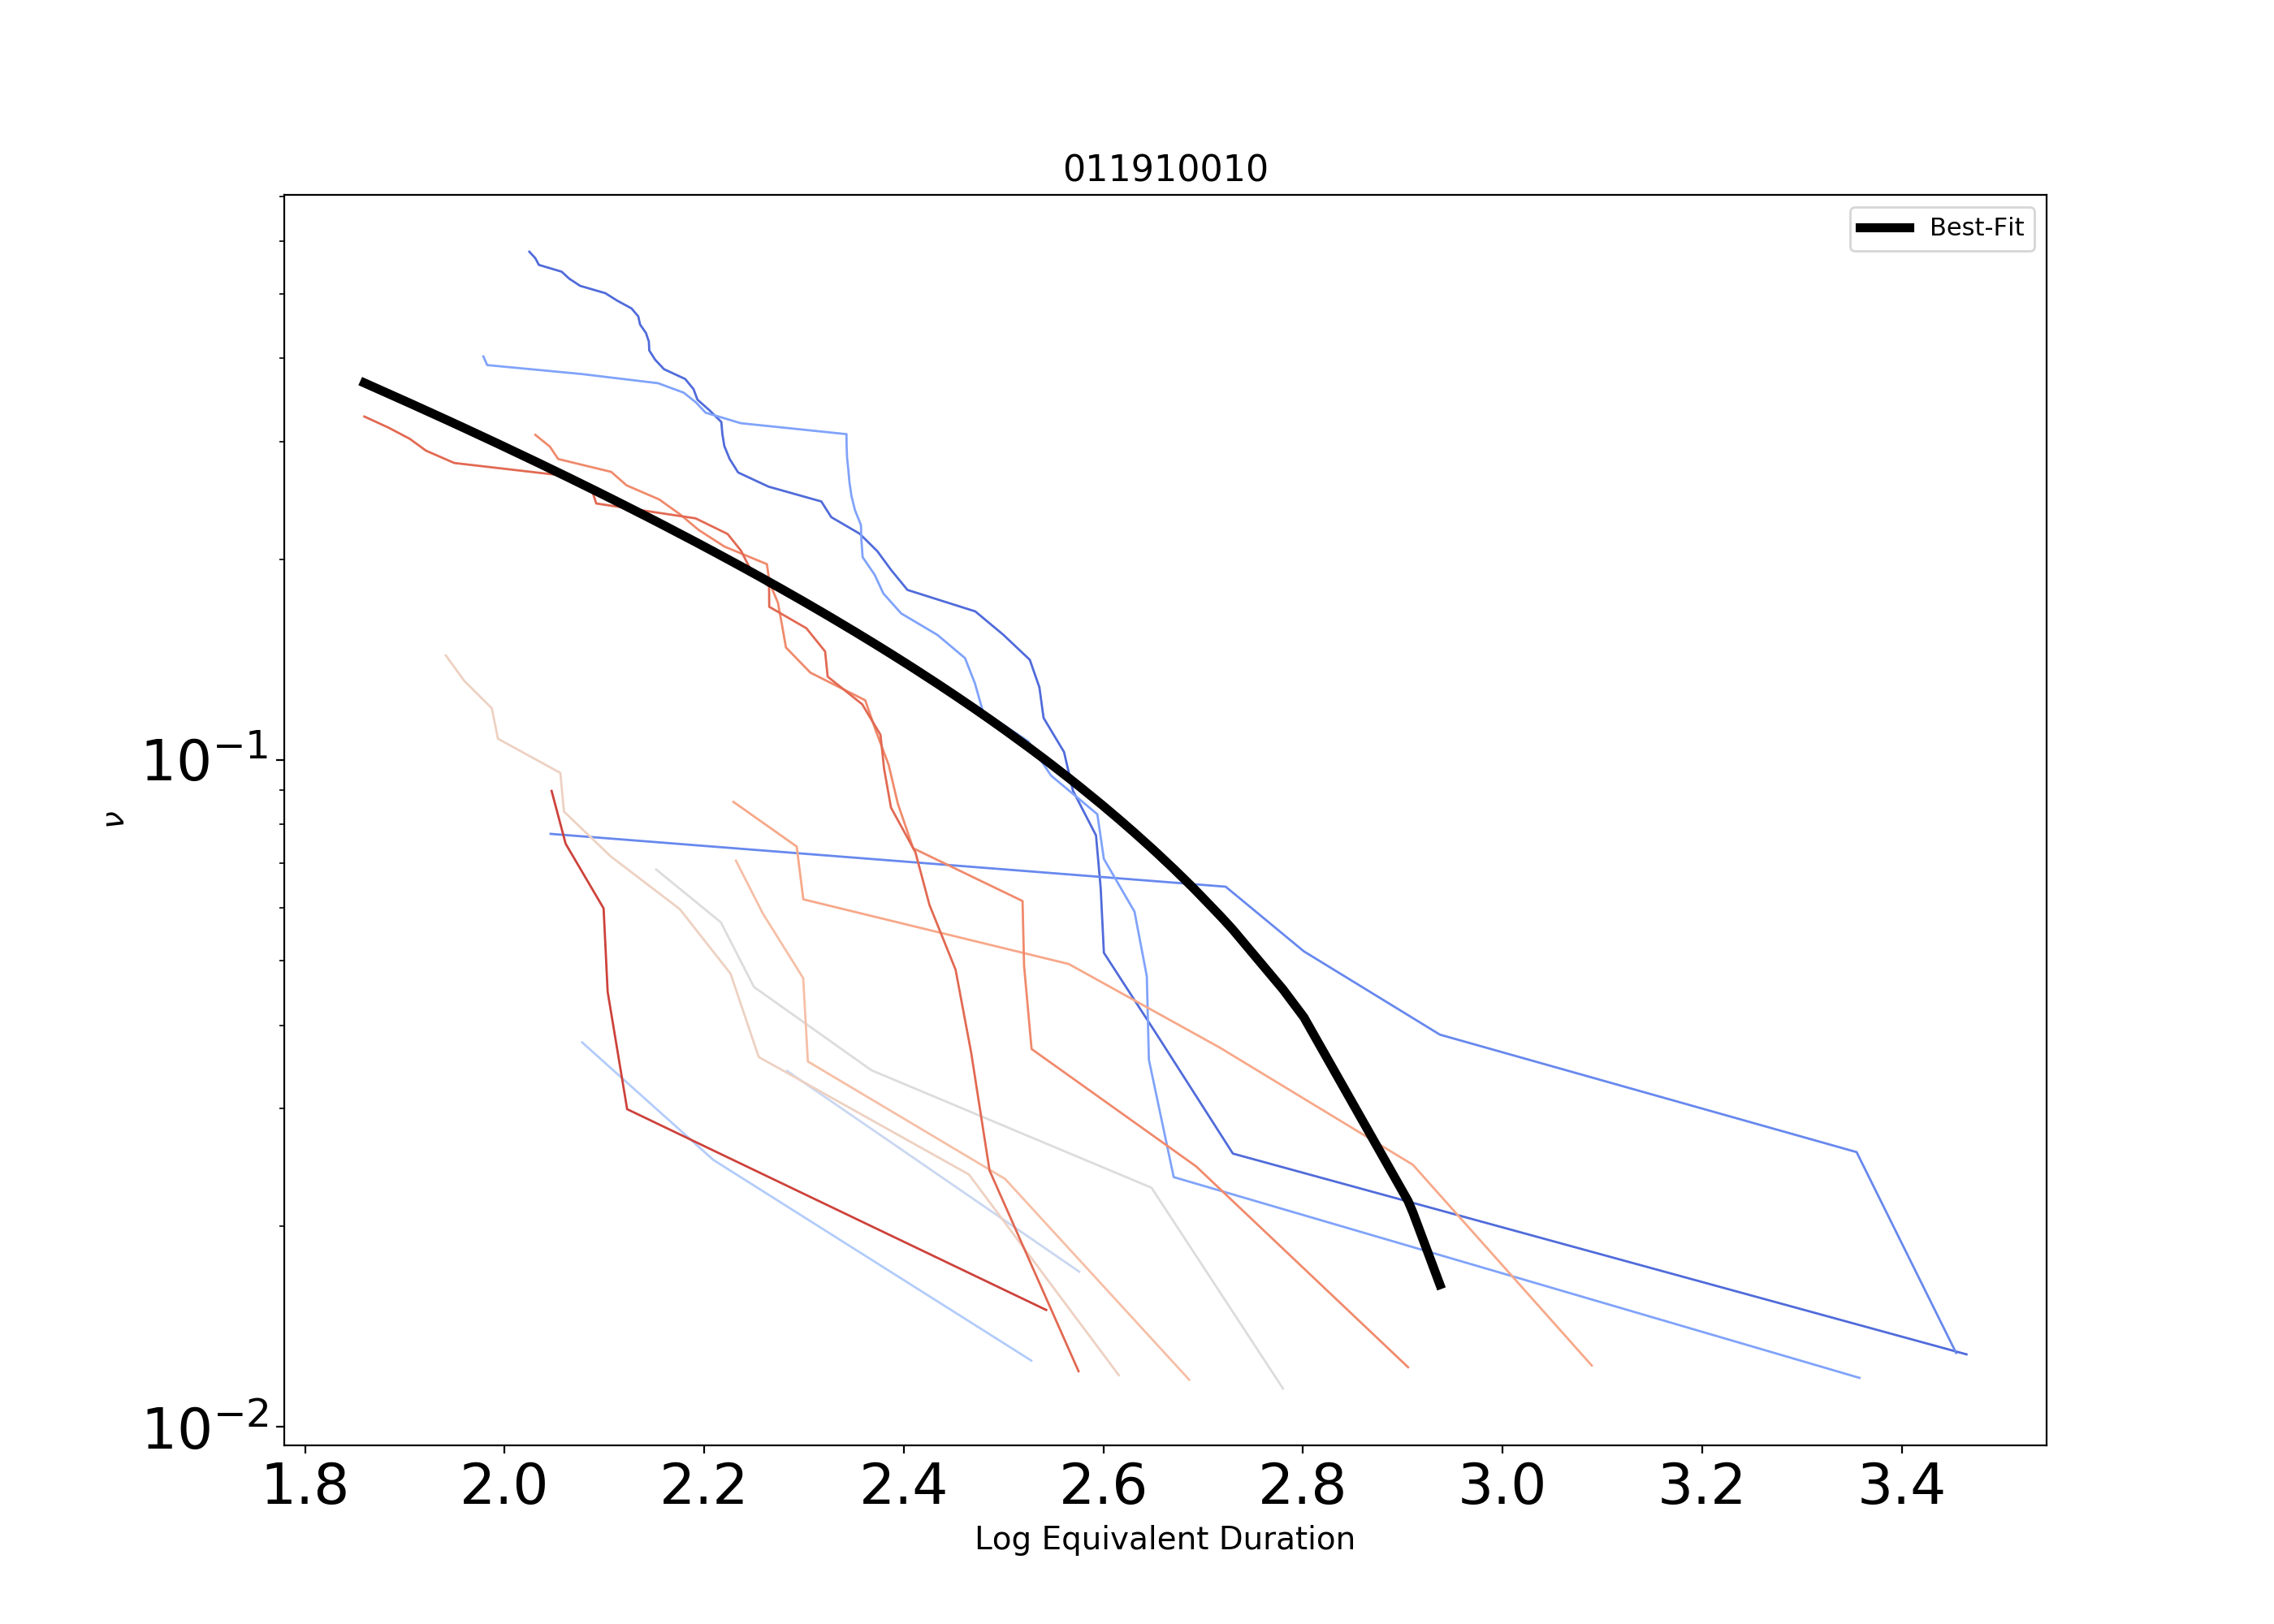 011910010
Best-Fit
ν
10⁻¹
10⁻²
1.8 2.0 2.2 2.4 2.6 2.8 3.0 3.2 3.4
Log Equivalent Duration